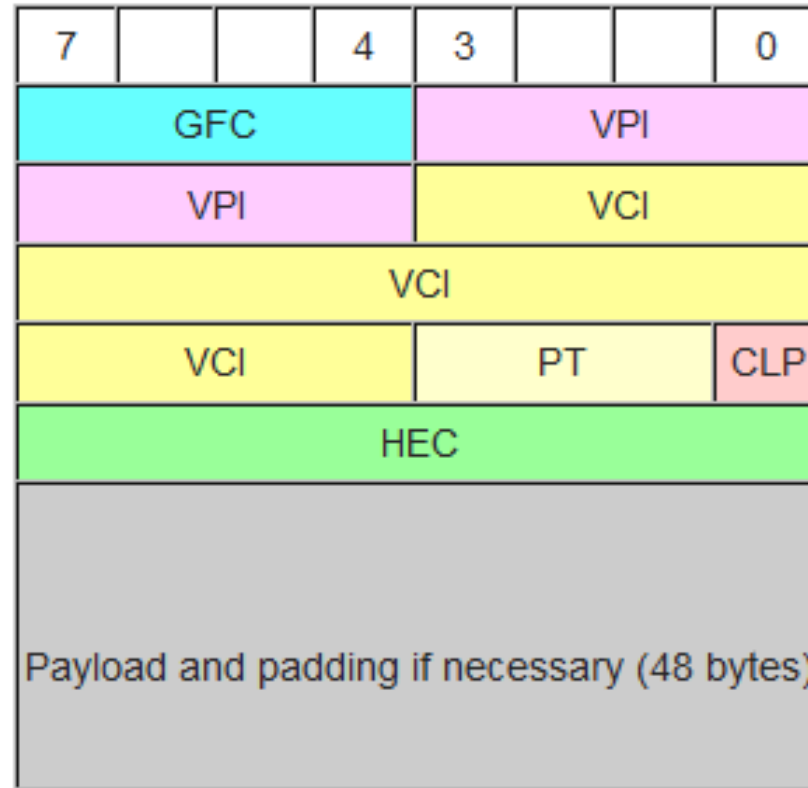 7 4 3 0
GFC VPI
VPI VCI
VCI
VCI PT CLP
HEC
Payload and padding if necessary (48 bytes)